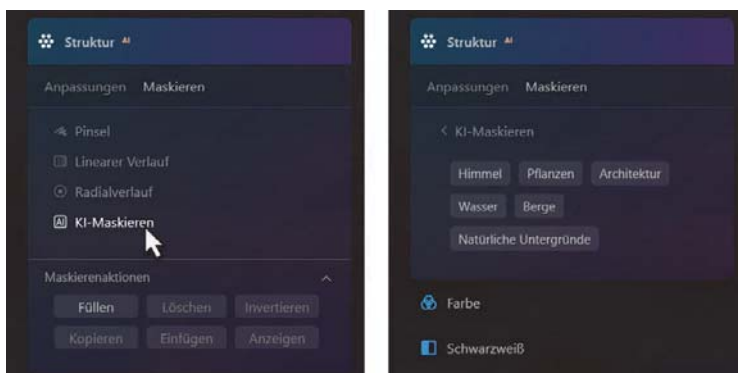 Struktur AI
Anpassungen Maskieren
Pinsel
Linearer Verlauf
Radialverlauf
AI KI-Maskieren
Maskierenaktionen
Füllen Löschen Invertieren
Kopieren Einfügen Anzeigen
Struktur AI
Anpassungen Maskieren
< KI-Maskieren
Himmel Pflanzen Architektur
Wasser Berge
Natürliche Untergründe
Farbe
Schwarzweiß